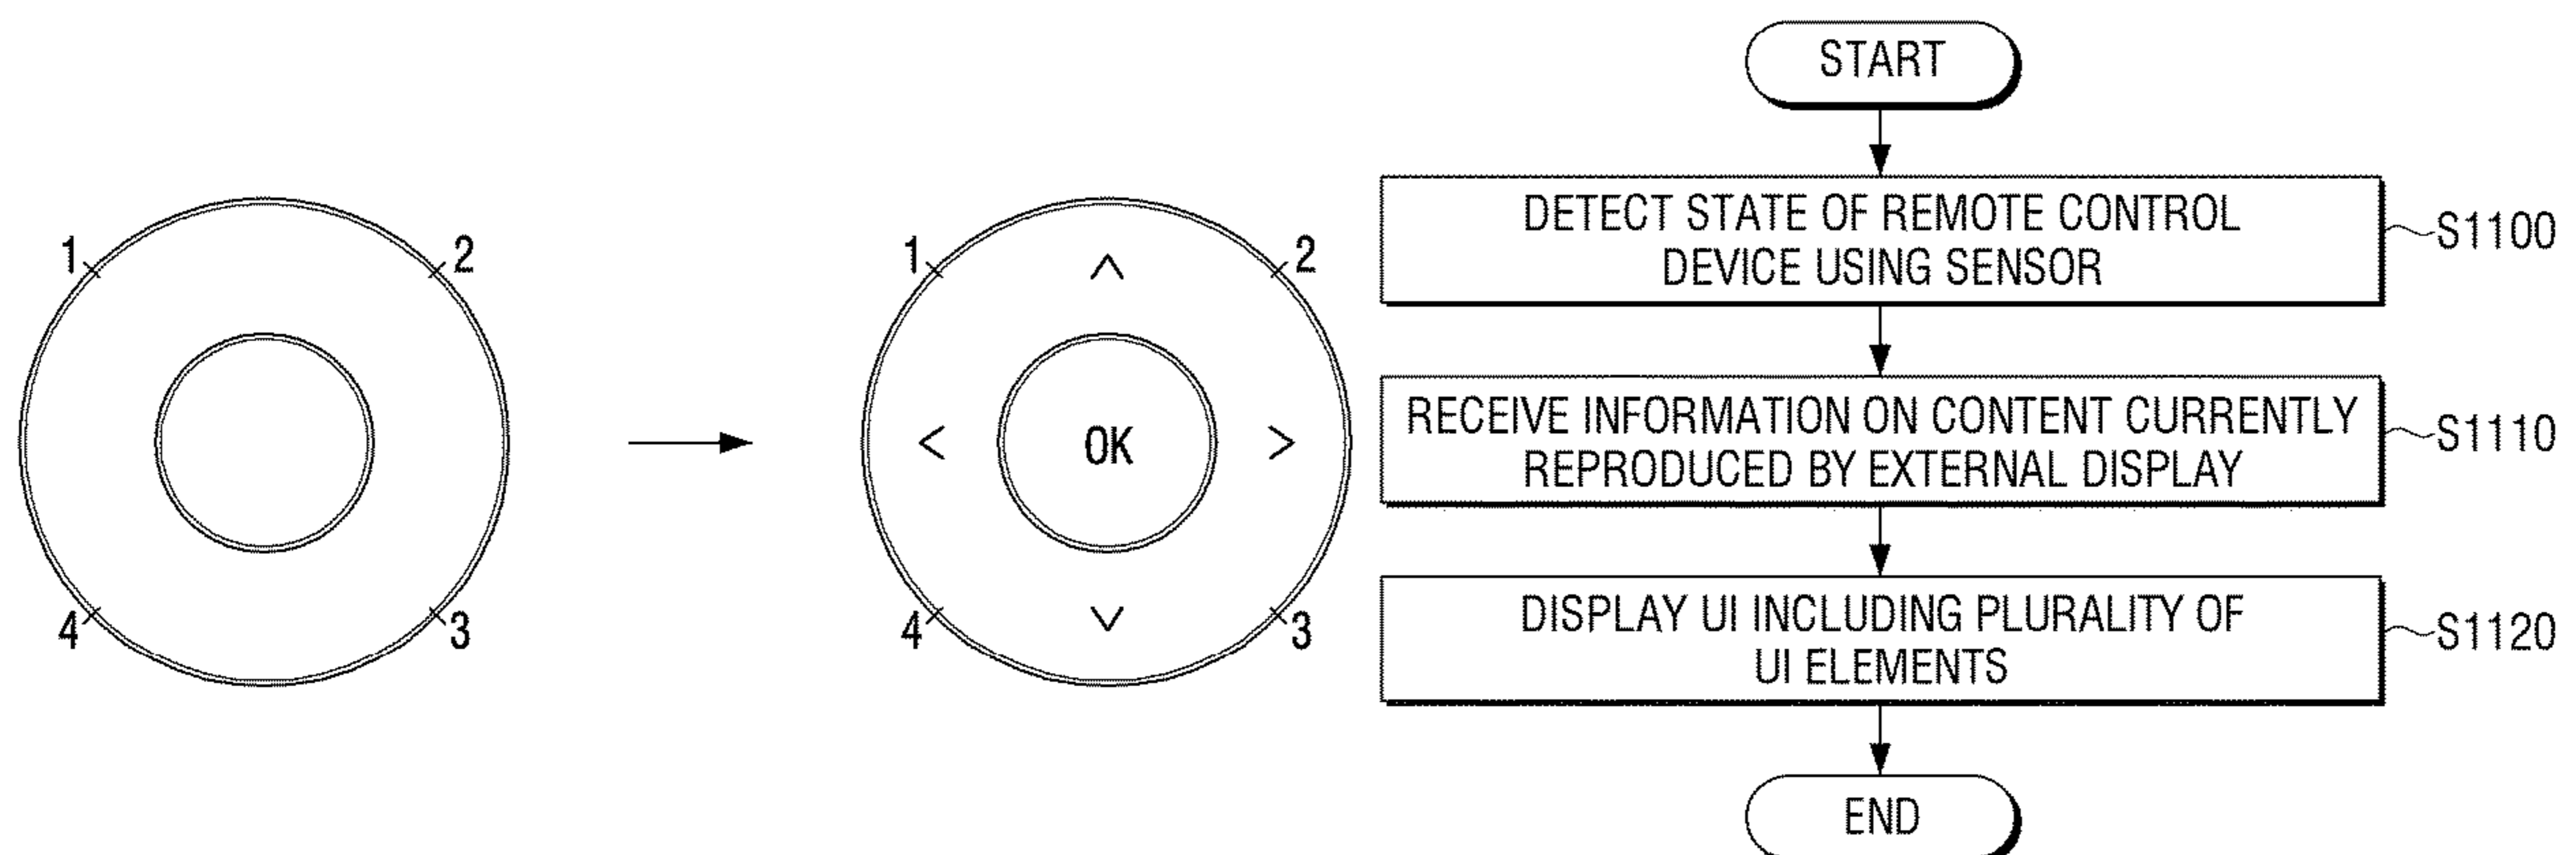 1
2
4
3
1
2
∧
<
OK
>
∨
4
3
START
DETECT STATE OF REMOTE CONTROL
DEVICE USING SENSOR
S1100
RECEIVE INFORMATION ON CONTENT CURRENTLY
REPRODUCED BY EXTERNAL DISPLAY
S1110
DISPLAY UI INCLUDING PLURALITY OF
UI ELEMENTS
S1120
END